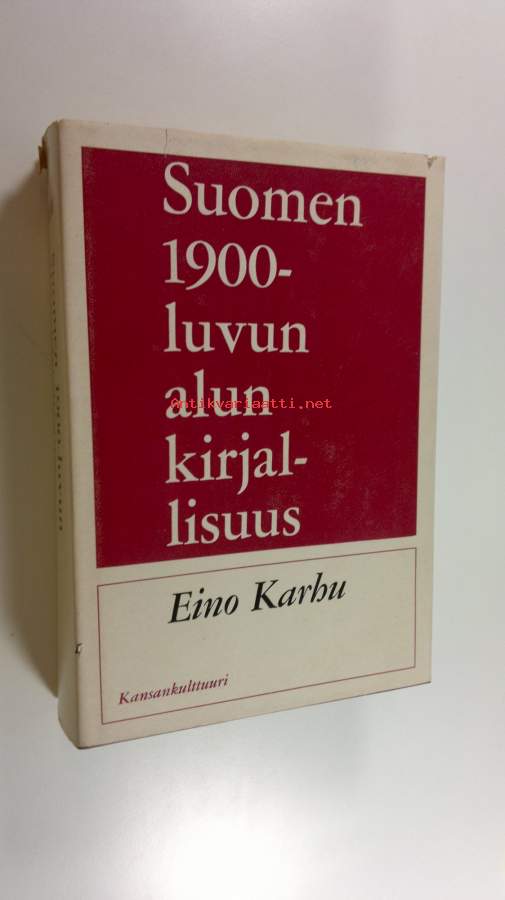 Suomen
1900-
luvun
alun
Antikvariaatti.net
kirjal-
lisuus
Eino Karhu
Kansankulttuuri